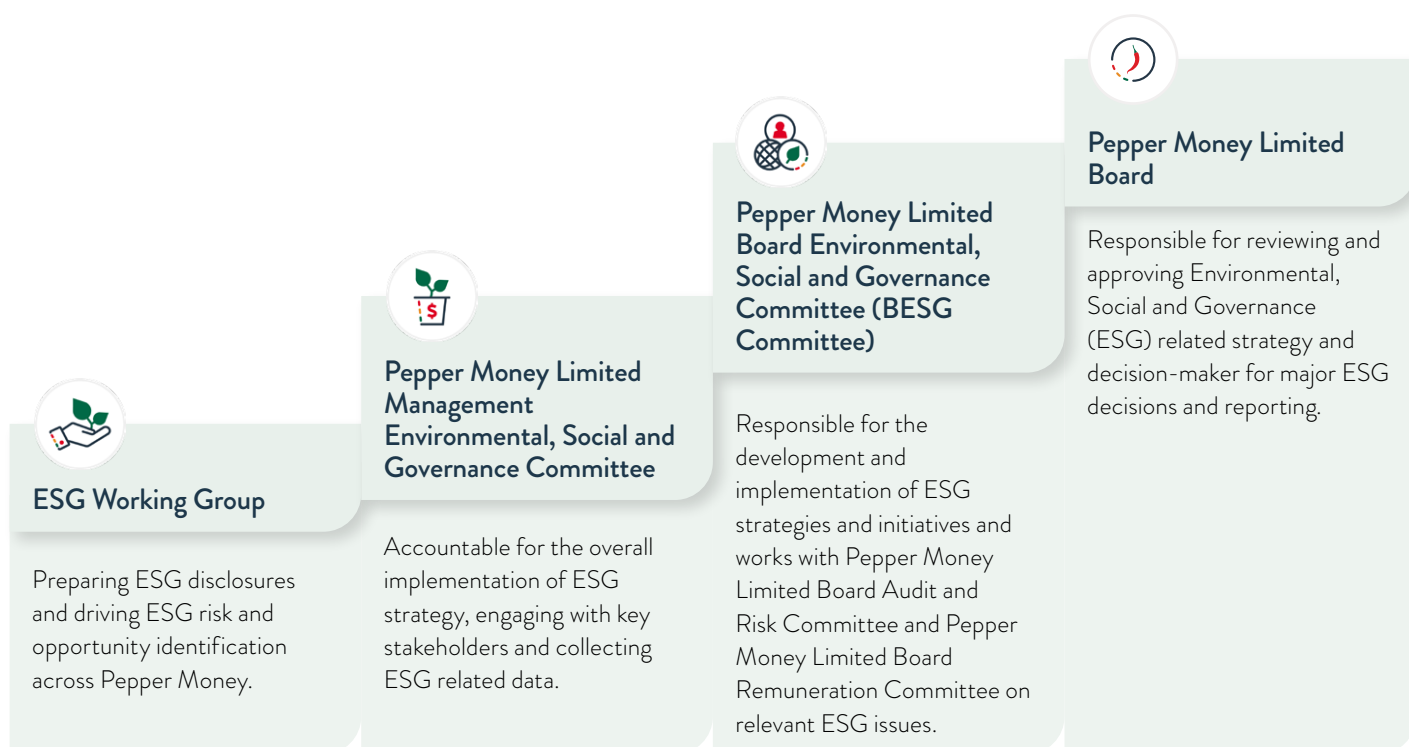 ESG Working Group
Preparing ESG disclosures
and driving ESG risk and
opportunity identification
across Pepper Money.
$
Pepper Money Limited
Management
Environmental, Social and
Governance Committee
Accountable for the overall
implementation of ESG
strategy, engaging with key
stakeholders and collecting
ESG related data.
Pepper Money Limited
Board Environmental,
Social and Governance
Committee (BESG
Committee)
Responsible for the
development and
implementation of ESG
strategies and initiatives and
works with Pepper Money
Limited Board Audit and
Risk Committee and Pepper
Money Limited Board
Remuneration Committee on
relevant ESG issues.
Pepper Money Limited
Board
Responsible for reviewing and
approving Environmental,
Social and Governance
(ESG) related strategy and
decision-maker for major ESG
decisions and reporting.